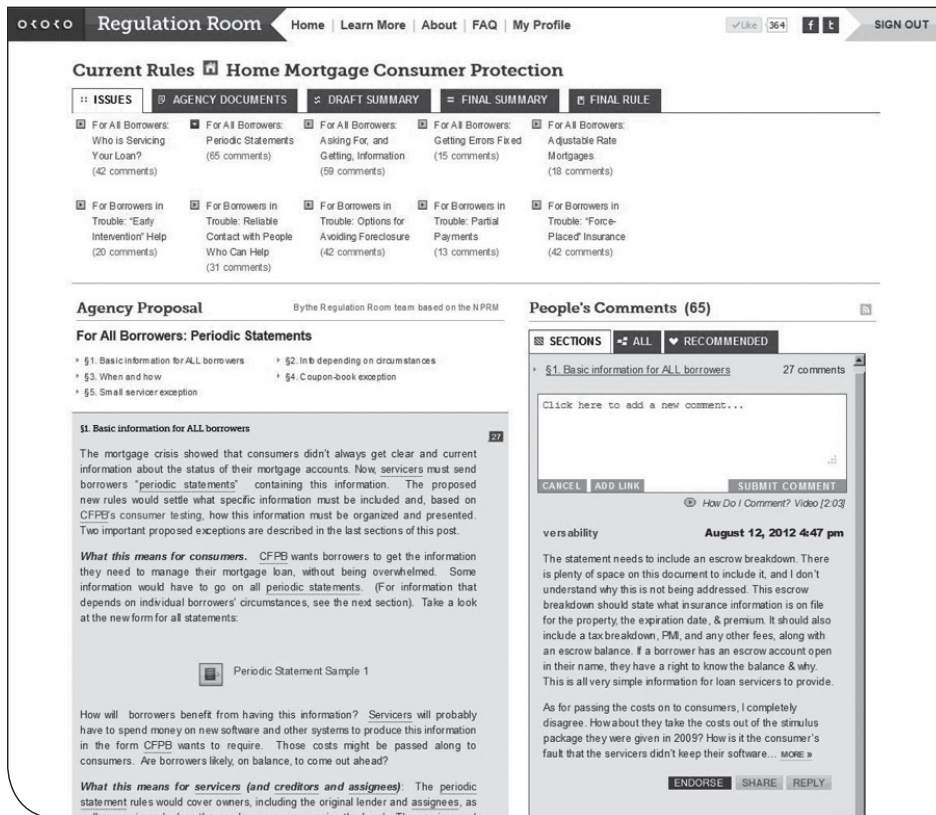 Regulation Room
Home | Learn More | About | FAQ | My Profile
Like 364
f t
SIGN OUT
Current Rules Home Mortgage Consumer Protection
ISSUES
AGENCY DOCUMENTS
DRAFT SUMMARY
FINAL SUMMARY
FINAL RULE
For All Borrowers:
Who is Servicing
Your Loan?
(42 comments)
For All Borrowers:
Periodic Statements
(65 comments)
For All Borrowers:
Asking For, and
Getting, Information
(59 comments)
For All Borrowers:
Getting Errors Fixed
(15 comments)
For All Borrowers:
Adjustable Rate
Mortgages
(18 comments)
For Borrowers in
Trouble: "Early
Intervention" Help
(20 comments)
For Borrowers in
Trouble: Reliable
Contact with People
Who Can Help
(31 comments)
For Borrowers in
Trouble: Options for
Avoiding Foreclosure
(42 comments)
For Borrowers in
Trouble: Partial
Payments
(13 comments)
For Borrowers in
Trouble: "Force-
Placed" Insurance
(42 comments)
Agency Proposal
By the Regulation Room team based on the NPRM
For All Borrowers: Periodic Statements
§1. Basic information for ALL borrowers
§2. Info depending on circumstances
§3. When and how
§4. Coupon-book exception
§5. Small servicer exception
§1. Basic information for ALL borrowers
27
The mortgage crisis showed that consumers didn't always get clear and current
information about the status of their mortgage accounts. Now, servicers must send
borrowers "periodic statements" containing this information. The proposed
new rules would settle what specific information must be included and, based on
CFPB's consumer testing, how this information must be organized and presented.
Two important proposed exceptions are described in the last sections of this post.
What this means for consumers. CFPB wants borrowers to get the information
they need to manage their mortgage loan, without being overwhelmed. Some
information would have to go on all periodic statements. (For information that
depends on individual borrowers' circumstances, see the next section). Take a look
at the new form for all statements:
Periodic Statement Sample 1
How will borrowers benefit from having this information? Servicers will probably
have to spend money on new software and other systems to produce this information
in the form CFPB wants to require. Those costs might be passed along to
consumers. Are borrowers likely, on balance, to come out ahead?
What this means for servicers (and creditors and assignees): The periodic
statement rules would cover owners, including the original lender and assignees, as
People's Comments (65)
SECTIONS
ALL
RECOMMENDED
§1. Basic information for ALL borrowers
27 comments
Click here to add a new comment...
CANCEL
ADD LINK
SUBMIT COMMENT
How Do I Comment? Video [2:03]
versability
August 12, 2012 4:47 pm
The statement needs to include an escrow breakdown. There
is plenty of space on this document to include it, and I don't
understand why this is not being addressed. This escrow
breakdown should state what insurance information is on file
for the property, the expiration date, & premium. It should also
include a tax breakdown, PMI, and any other fees, along with
an escrow balance. If a borrower has an escrow account open
in their name, they have a right to know the balance & why.
This is all very simple information for loan servicers to provide.
As for passing the costs on to consumers, I completely
disagree. How about they take the costs out of the stimulus
package they were given in 2009? How is it the consumer's
fault that the servicers didn't keep their software... MORE »
ENDORSE
SHARE
REPLY